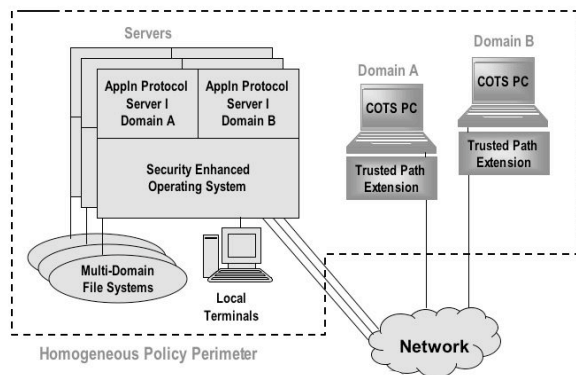 Servers
Appln Protocol
Server I
Domain A
Appln Protocol
Server I
Domain B
Security Enhanced
Operating System
Multi-Domain
File Systems
Local
Terminals
Homogeneous Policy Perimeter
Domain A
COTS PC
Trusted Path
Extension
Domain B
COTS PC
Trusted Path
Extension
Network